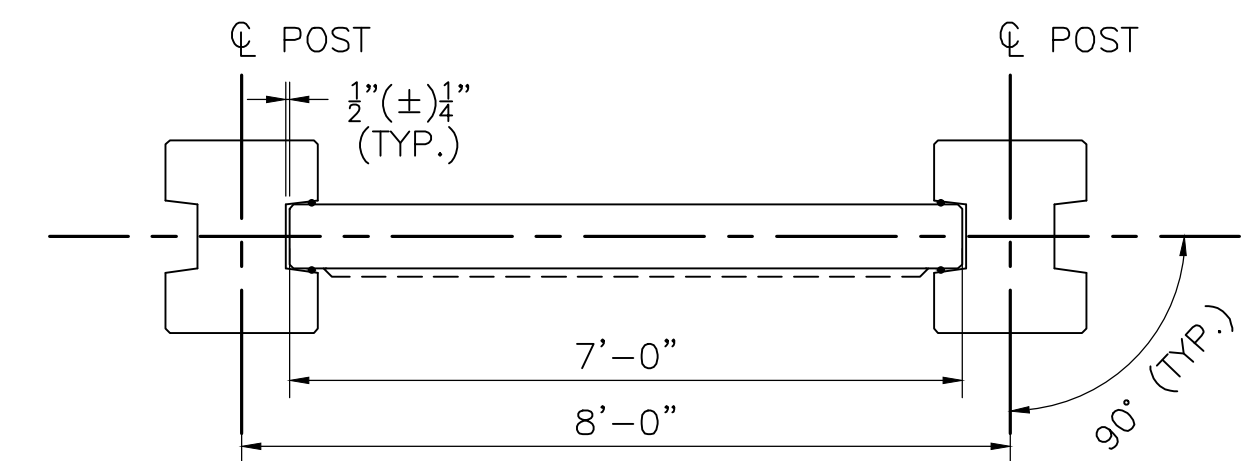 ℄ POST
℄ POST
1/2”(±)1/4”
(TYP.)
7’-0”
8’-0”
90° (TYP.)